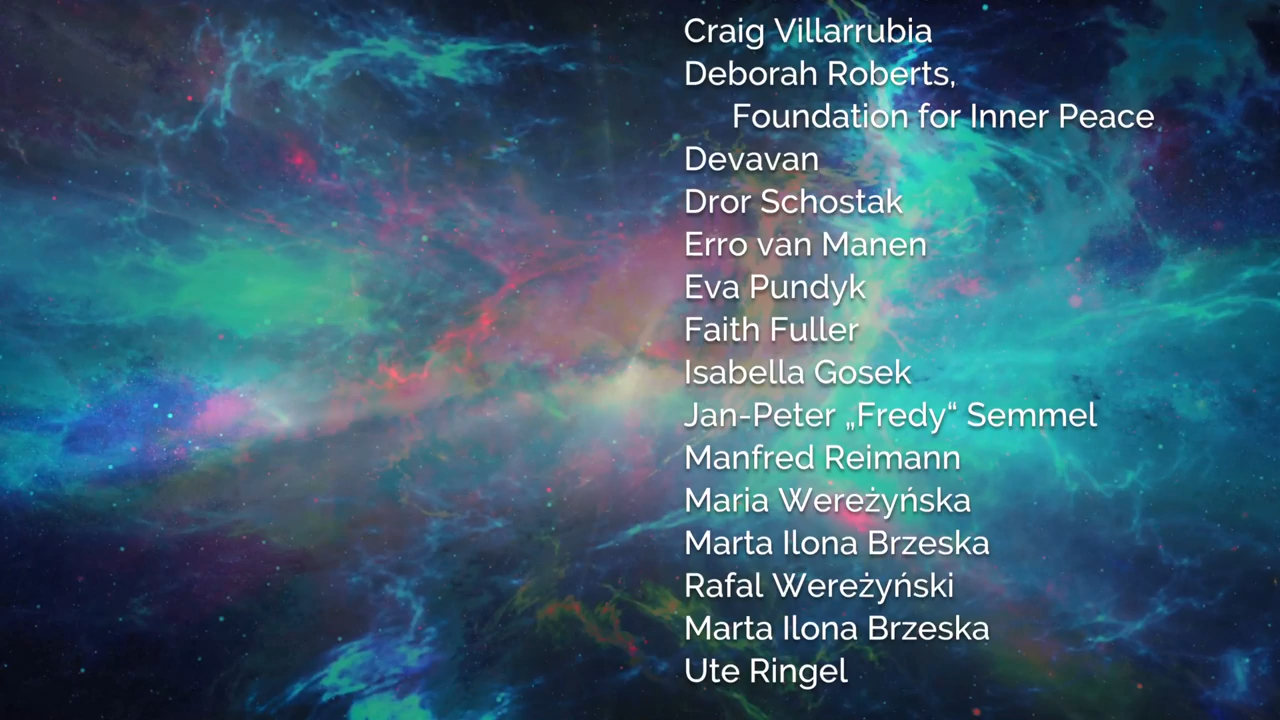 Craig Villarrubia
Deborah Roberts,
Foundation for Inner Peace
Devavan
Dror Schostak
Erro van Manen
Eva Pundyk
Faith Fuller
Isabella Gosek
Jan-Peter „Fredy“ Semmel
Manfred Reimann
Maria Wereżyńska
Marta Ilona Brzeska
Rafal Wereżyński
Marta Ilona Brzeska
Ute Ringel